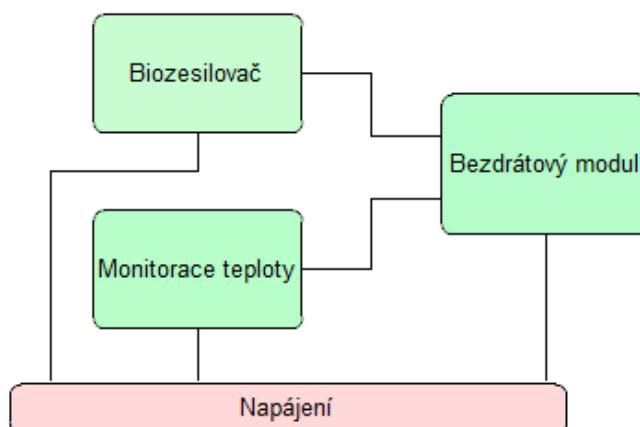 Biozesilovač
Bezdrátový modul
Monitorace teploty
Napájení